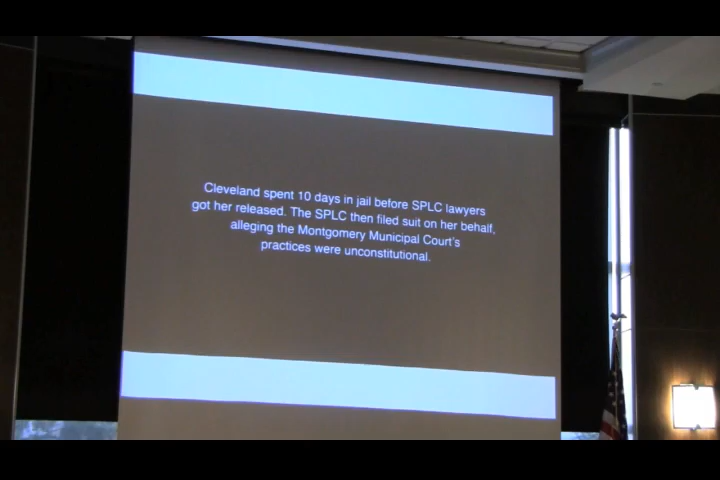 Cleveland spent 10 days in jail before SPLC lawyers
got her released. The SPLC then filed suit on her behalf,
alleging the Montgomery Municipal Court's
practices were unconstitutional.